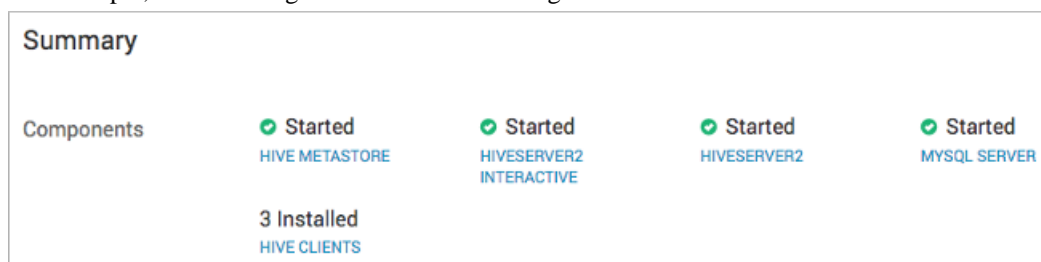 Summary
Components
Started
HIVE METASTORE
Started
HIVESERVER2
INTERACTIVE
Started
HIVESERVER2
Started
MYSQL SERVER
3 Installed
HIVE CLIENTS